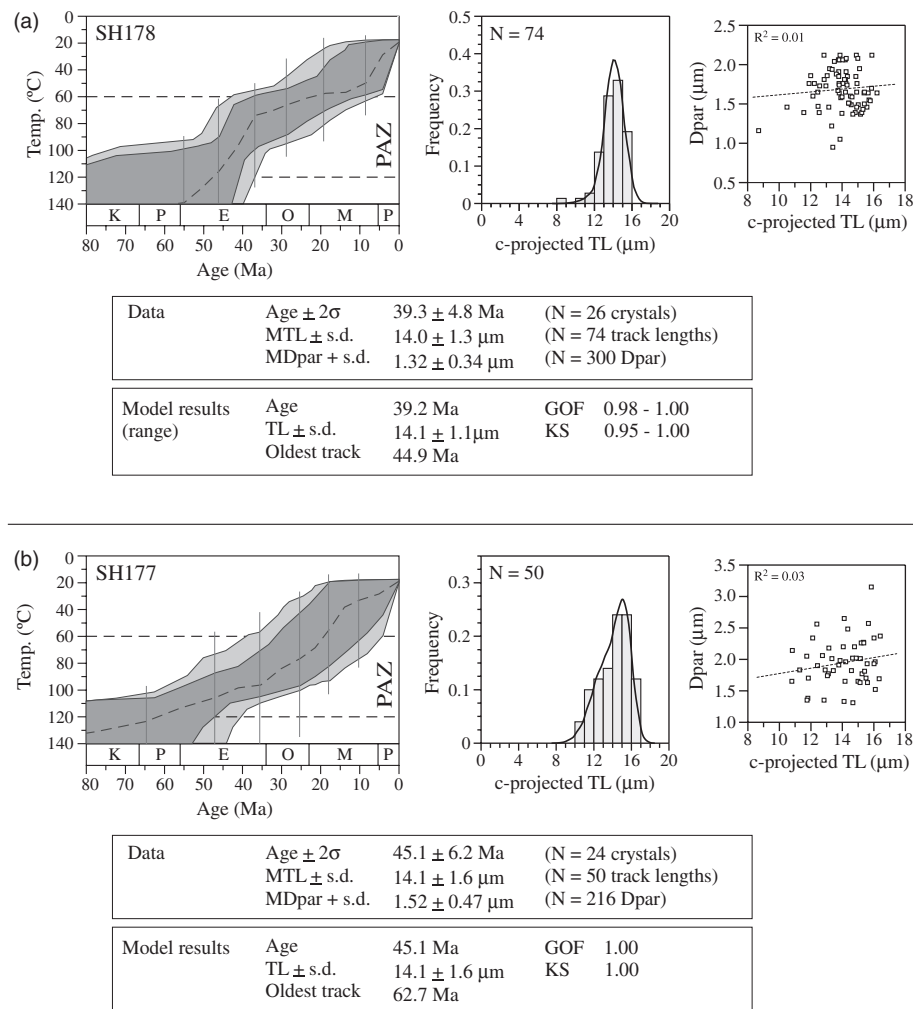 (a)
SH178
Temp. (ºC)
0
20
40
60
80
100
120
140
PAZ
K P E O M P
80 70 60 50 40 30 20 10 0
Age (Ma)
N = 74
Frequency
0.5
0.4
0.3
0.2
0.1
0
0 4 8 12 16 20
c-projected TL (µm)
R² = 0.01
Dpar (µm)
2.5
2.0
1.5
1.0
0.5
8 10 12 14 16 18
c-projected TL (µm)
Data Age ± 2σ 39.3 ± 4.8 Ma (N = 26 crystals)
MTL ± s.d. 14.0 ± 1.3 µm (N = 74 track lengths)
MDpar + s.d. 1.32 ± 0.34 µm (N = 300 Dpar)
Model results Age 39.2 Ma GOF 0.98 - 1.00
(range) TL ± s.d. 14.1 ± 1.1µm KS 0.95 - 1.00
Oldest track 44.9 Ma
(b)
SH177
Temp. (ºC)
0
20
40
60
80
100
120
140
PAZ
K P E O M P
80 70 60 50 40 30 20 10 0
Age (Ma)
N = 50
Frequency
0.3
0.2
0.1
0
0 4 8 12 16 20
c-projected TL (µm)
R² = 0.03
Dpar (µm)
3.5
3.0
2.5
2.0
1.5
1.0
8 10 12 14 16 18
c-projected TL (µm)
Data Age ± 2σ 45.1 ± 6.2 Ma (N = 24 crystals)
MTL ± s.d. 14.1 ± 1.6 µm (N = 50 track lengths)
MDpar + s.d. 1.52 ± 0.47 µm (N = 216 Dpar)
Model results Age 45.1 Ma GOF 1.00
TL ± s.d. 14.1 ± 1.6 µm KS 1.00
Oldest track 62.7 Ma